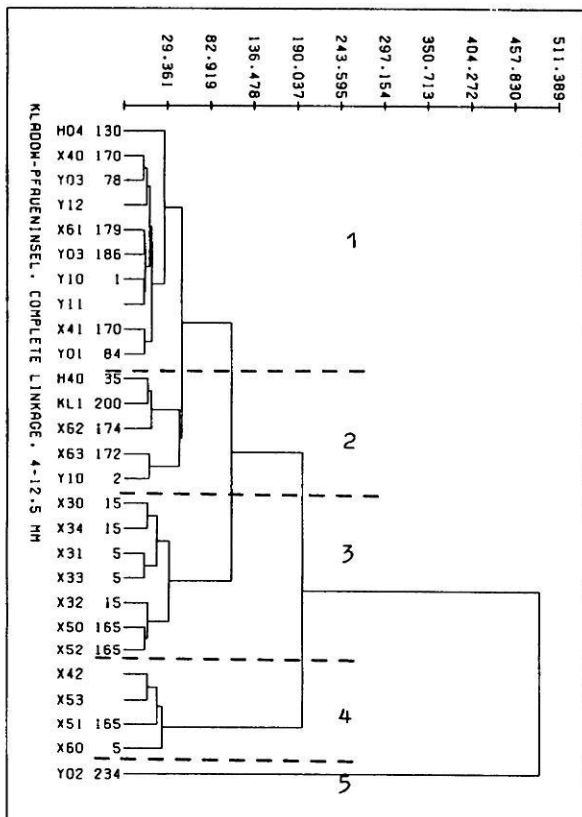 29.361
82.919
136.478
190.037
243.595
297.154
350.713
404.272
457.830
511.389
H04 130
X40 170
Y03 78
Y12
X61 179
Y03 186
Y10 1
Y11
X41 170
Y01 84
H40 35
KL1 200
X62 174
X63 172
Y10 2
X30 15
X34 15
X31 5
X33 5
X32 15
X50 165
X52 165
X42
X53
X51 165
X60 5
Y02 234
1
2
3
4
5
KLADOW-PFAUENINSEL. COMPLETE LINKAGE. 4-12.5 MM